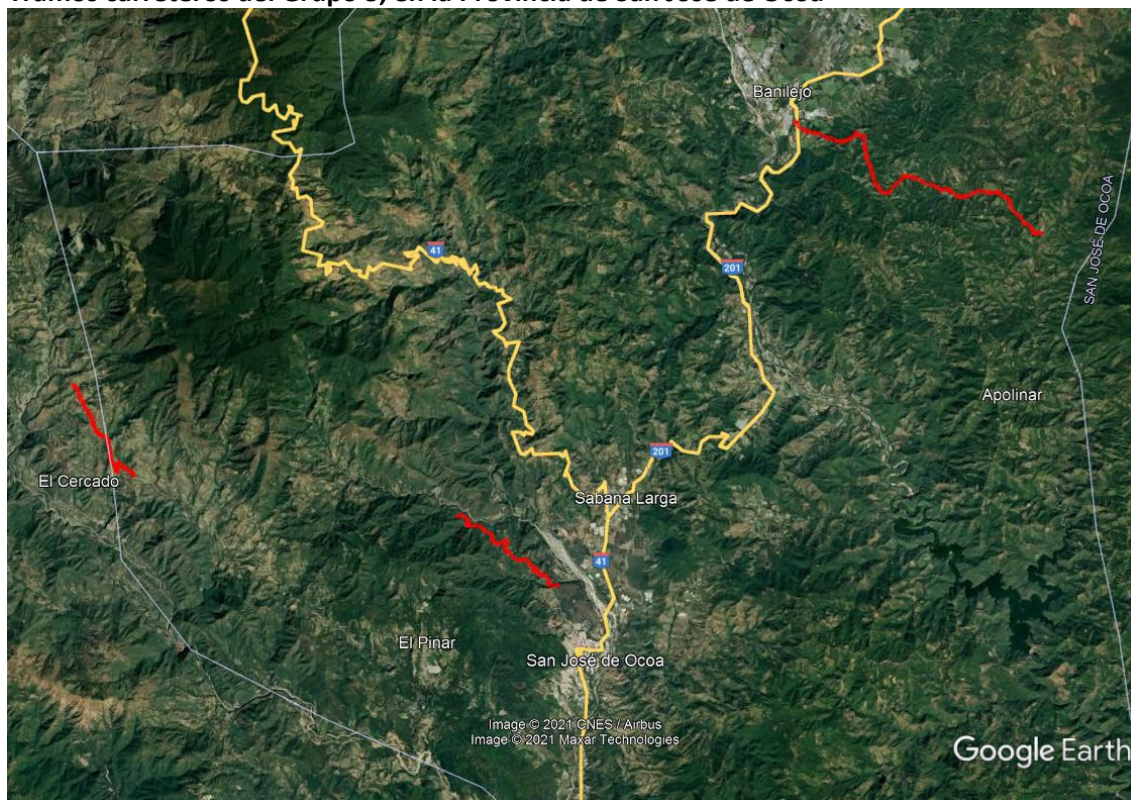 Tramos carreteros del Grupo
en la Provincia de San José de Ocoa
Banilejo
SAN JOSÉ DE OCOA
41
201
Apolinar
201
El Cercado
Sabana Larga
41
El Pinar
San José de Ocoa
Image © 2021 CNES / Airbus
Image © 2021 Maxar Technologies
Google Earth